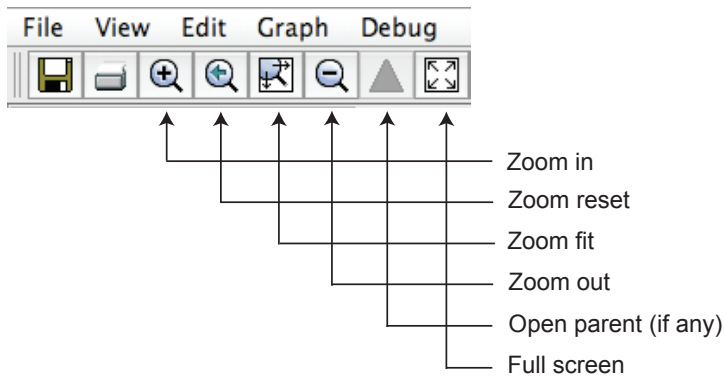 File View Edit Graph Debug
Zoom in
Zoom reset
Zoom fit
Zoom out
Open parent (if any)
Full screen